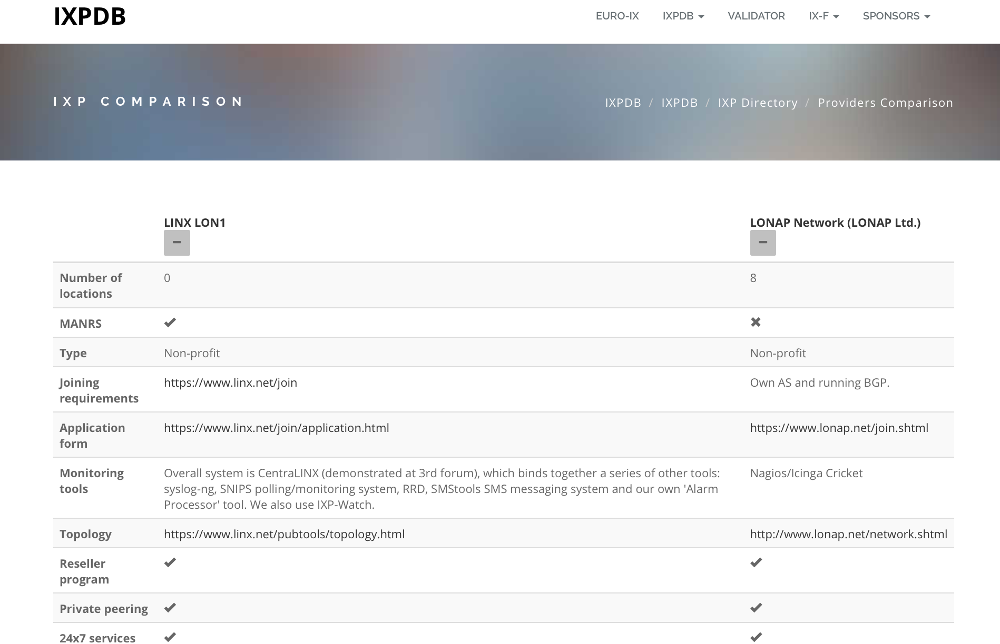 IXPDB
EURO-IX IXPDB VALIDATOR IX-F SPONSORS
IXP COMPARISON
IXPDB / IXPDB / IXP Directory / Providers Comparison
LINX LON1 LONAP Network (LONAP Ltd.)
Number of locations 0 8
MANRS ✔ ✖
Type Non-profit Non-profit
Joining requirements https://www.linx.net/join Own AS and running BGP.
Application form https://www.linx.net/join/application.html https://www.lonap.net/join.shtml
Monitoring tools
Overall system is CentraLINX (demonstrated at 3rd forum), which binds together a series of other tools:
syslog-ng, SNIPS polling/monitoring system, RRD, SMStools SMS messaging system and our own 'Alarm
Processor' tool. We also use IXP-Watch.
Nagios/Icinga Cricket
Topology https://www.linx.net/pubtools/topology.html http://www.lonap.net/network.shtml
Reseller program ✔ ✔
Private peering ✔ ✔
24x7 services ✔ ✔